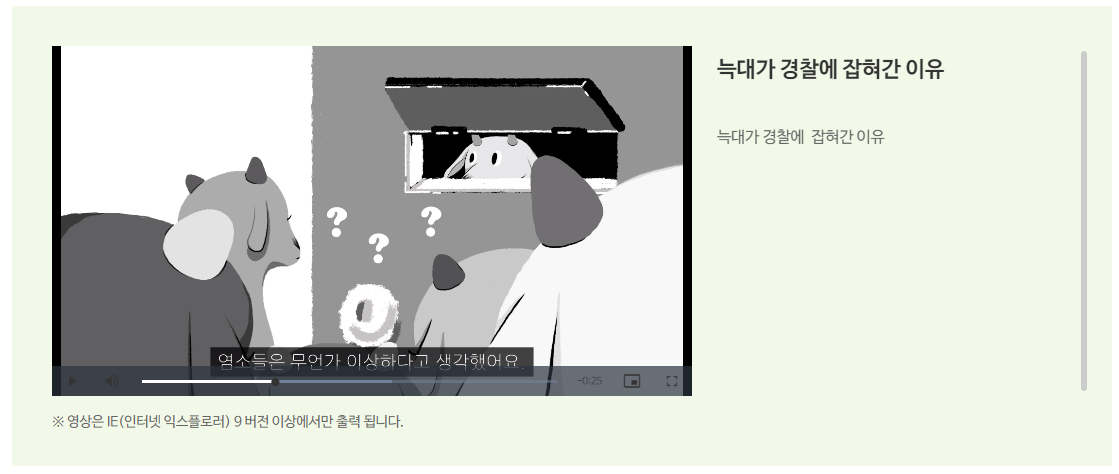 늑대가 경찰에 잡혀간 이유
늑대가 경찰에 잡혀간 이유
? ? ?
염소들은 무언가 이상하다고 생각했어요.
-0:25
※ 영상은 IE(인터넷 익스플로러) 9 버전 이상에서만 출력 됩니다.